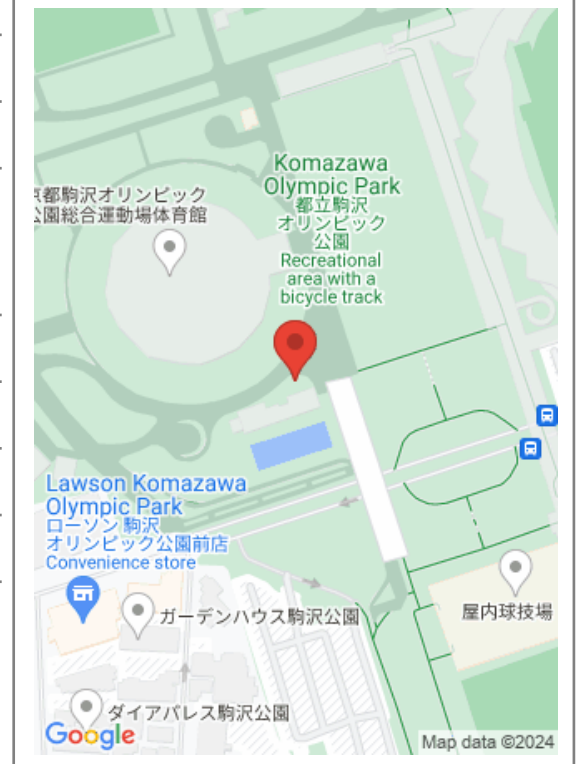 Komazawa
Olympic Park
都立駒沢
オリンピック
公園
Recreational
area with a
bicycle track
京都駒沢オリンピック
公園総合運動場体育館
Lawson Komazawa
Olympic Park
ローソン 駒沢
オリンピック公園前店
Convenience store
ガーデンハウス駒沢公園
屋内球技場
ダイアパレス駒沢公園
Google
Map data ©2024